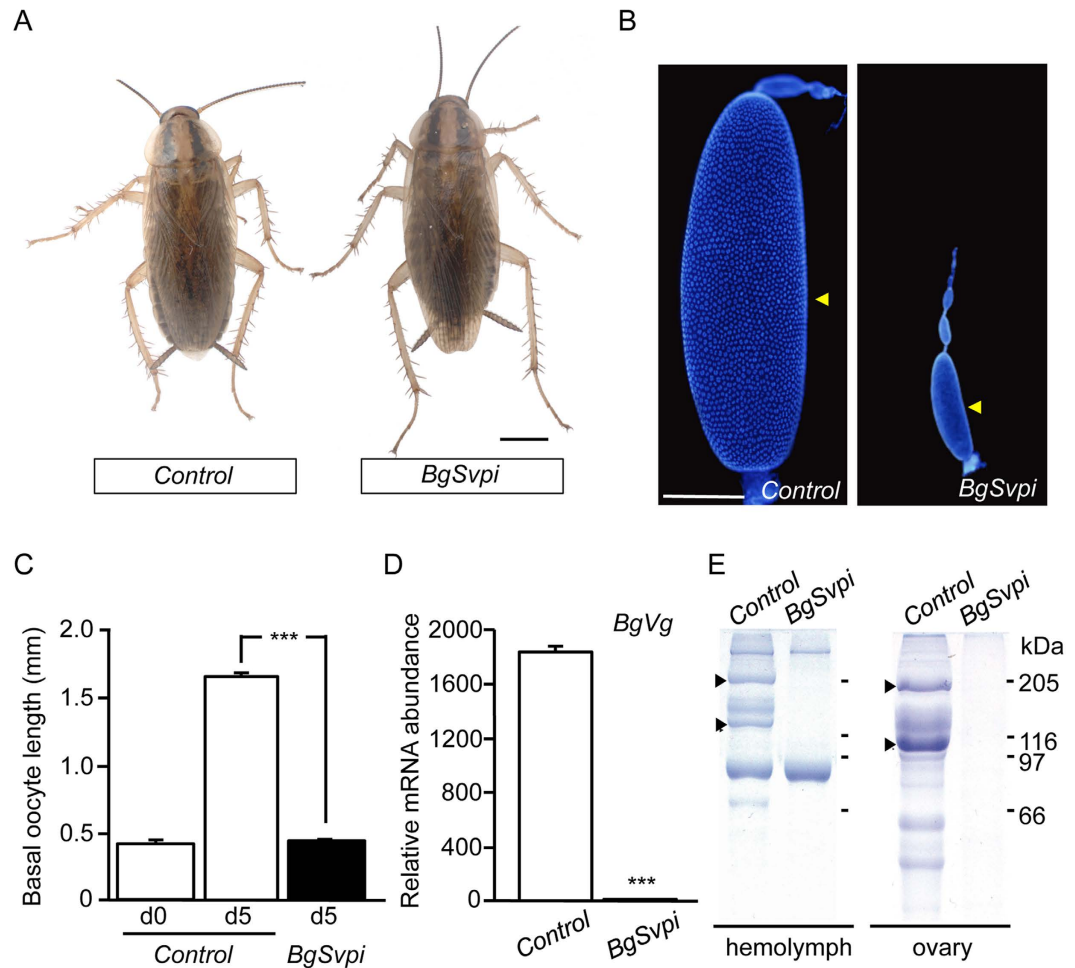 A
Control
BgSvpi
B
Control
BgSvpi
C
Basal oocyte length (mm)
2.0
1.5
1.0
0.5
0
d0
d5
d5
***
Control
BgSvpi
D
Relative mRNA abundance
2000
1600
1200
800
400
0
BgVg
***
Control
BgSvpi
E
Control
BgSvpi
Control
BgSvpi
kDa
205
116
97
66
hemolymph
ovary